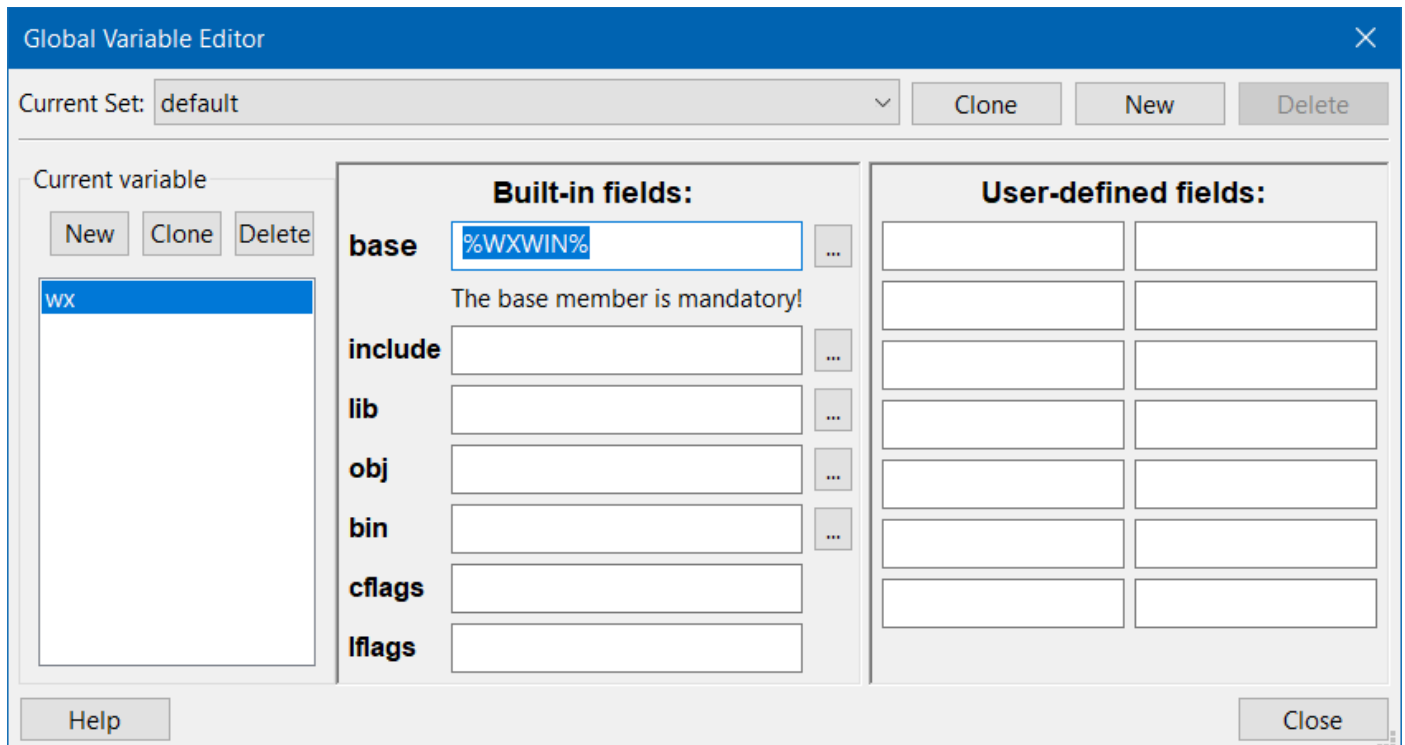 Global Variable Editor
Current Set: default Clone New Delete
Current variable
New Clone Delete
wx
Built-in fields:
base %WXWIN% ...
The base member is mandatory!
include ...
lib ...
obj ...
bin ...
cflags
lflags
User-defined fields:
Help Close